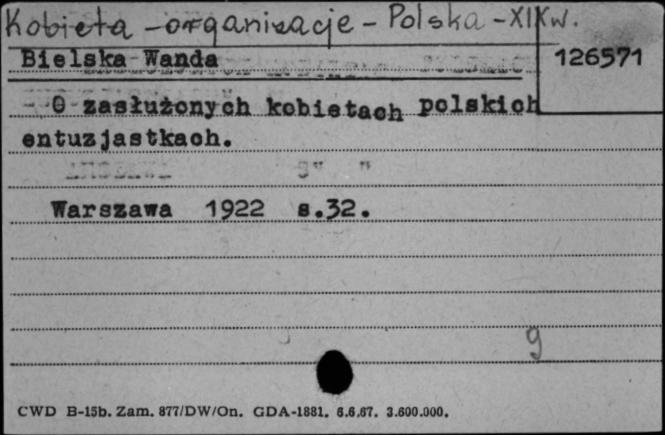 Kobieta - organizacje - Polska - XIX w.
Bielska Wanda
126571
O zasłużonych kobietach polskich
entuzjastkach.
Warszawa 1922 s.32.
9
CWD B-15b. Zam. 877/DW/On. GDA-1881. 6.6.67. 3.600.000.